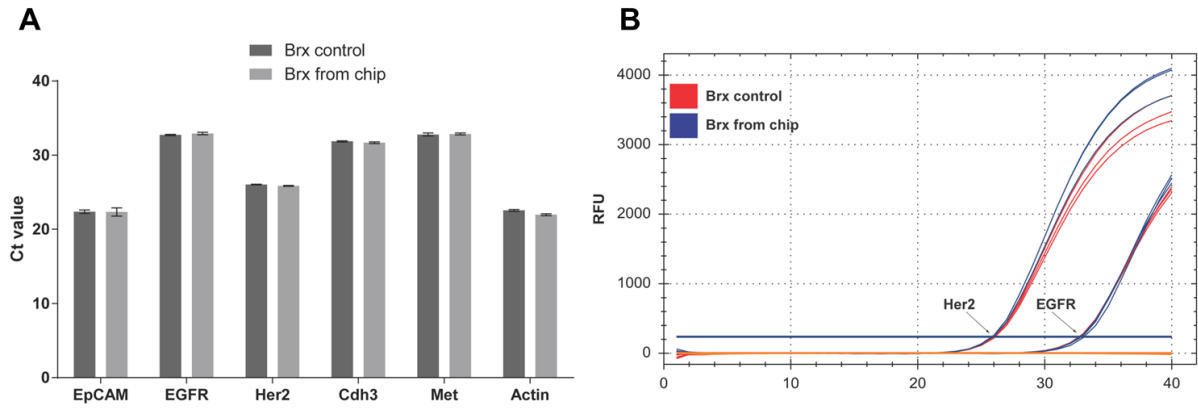 A
Brx control
Brx from chip
Ct value
40
30
20
10
0
EpCAM EGFR Her2 Cdh3 Met Actin
B
Brx control
Brx from chip
RFU
4000
3000
2000
1000
0
Her2 EGFR
0 10 20 30 40